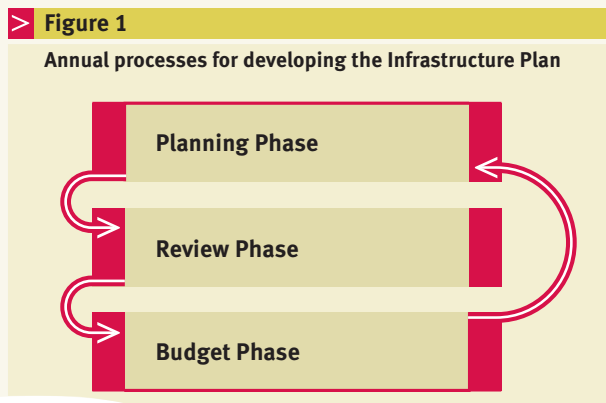 > Figure 1
Annual processes for developing the Infrastructure Plan
Planning Phase
Review Phase
Budget Phase